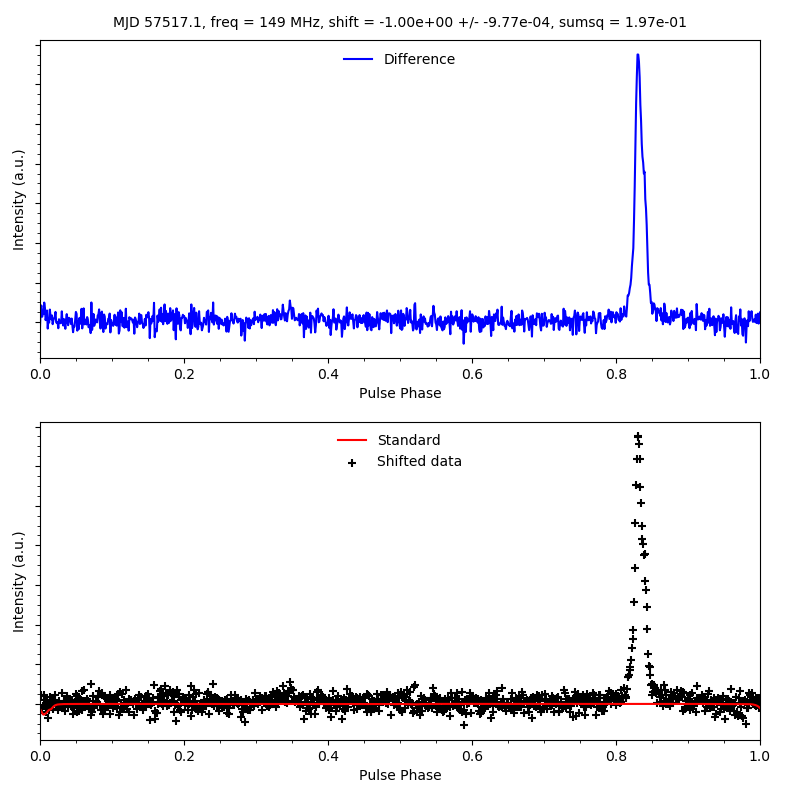 MJD 57517.1, freq = 149 MHz, shift = -1.00e+00 +/- -9.77e-04, sumsq = 1.97e-01
Difference
Intensity (a.u.)
0.0 0.2 0.4 0.6 0.8 1.0
Pulse Phase
Standard
Shifted data
Intensity (a.u.)
0.0 0.2 0.4 0.6 0.8 1.0
Pulse Phase